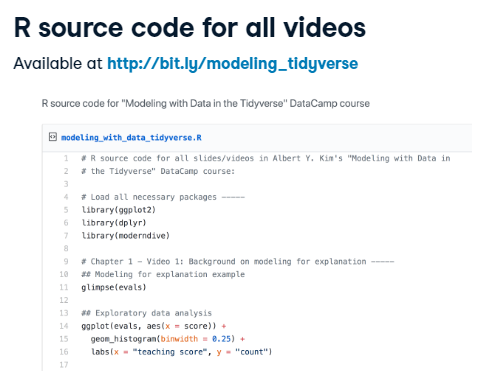 R source code for all videos
Available at http://bit.ly/modeling_tidyverse
R source code for "Modeling with Data in the Tidyverse" DataCamp course
modeling_with_data_tidyverse.R
1 # R source code for all slides/videos in Albert Y. Kim's "Modeling with Data in
2 # the Tidyverse" DataCamp course:
3
4 # Load all necessary packages -----
5 library(ggplot2)
6 library(dplyr)
7 library(moderndive)
8
9 # Chapter 1 - Video 1: Background on modeling for explanation -----
10 ## Modeling for explanation example
11 glimpse(evals)
12
13 ## Exploratory data analysis
14 ggplot(evals, aes(x = score)) +
15 geom_histogram(binwidth = 0.25) +
16 labs(x = "teaching score", y = "count")
17